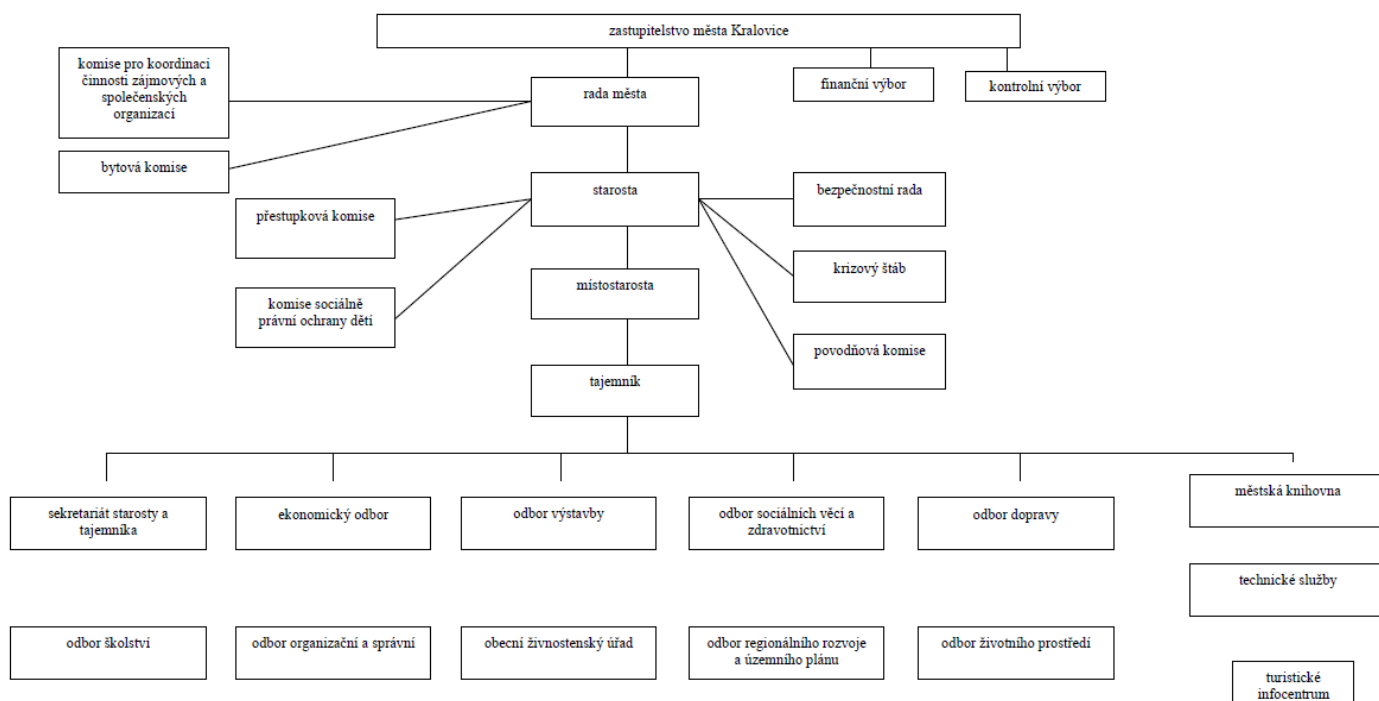 zastupitelstvo města Kralovice
komise pro koordinaci
činnosti zájmových a
společenských
organizací
rada města
finanční výbor
kontrolní výbor
bytová komise
starosta
bezpečnostní rada
přestupková komise
krizový štáb
místostarosta
komise sociálně
právní ochrany dětí
povodňová komise
tajemník
sekretariát starosty a
tajemníka
ekonomický odbor
odbor výstavby
odbor sociálních věcí a
zdravotnictví
odbor dopravy
městská knihovna
technické služby
odbor školství
odbor organizační a správní
obecní živnostenský úřad
odbor regionálního rozvoje
a územního plánu
odbor životního prostředí
turistické
infocentrum